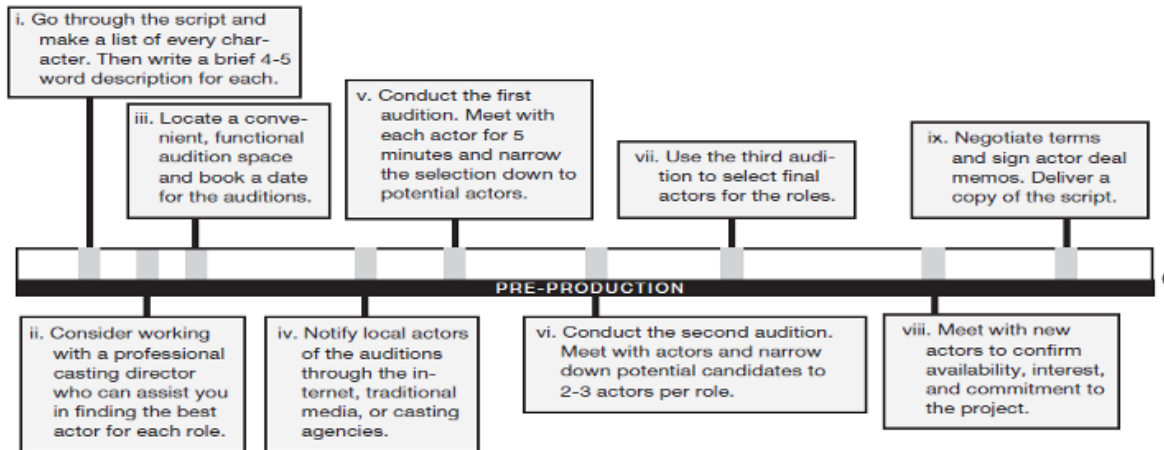 i. Go through the script and
make a list of every char-
acter. Then write a brief 4-5
word description for each.
iii. Locate a conve-
nient, functional
audition space
and book a date
for the auditions.
v. Conduct the first
audition. Meet with
each actor for 5
minutes and narrow
the selection down to
potential actors.
vii. Use the third audi-
tion to select final
actors for the roles.
ix. Negotiate terms
and sign actor deal
memos. Deliver a
copy of the script.
PRE-PRODUCTION
ii. Consider working
with a professional
casting director
who can assist you
in finding the best
actor for each role.
iv. Notify local actors
of the auditions
through the in-
ternet, traditional
media, or casting
agencies.
vi. Conduct the second audition.
Meet with actors and narrow
down potential candidates to
2-3 actors per role.
viii. Meet with new
actors to confirm
availability, interest,
and commitment to
the project.